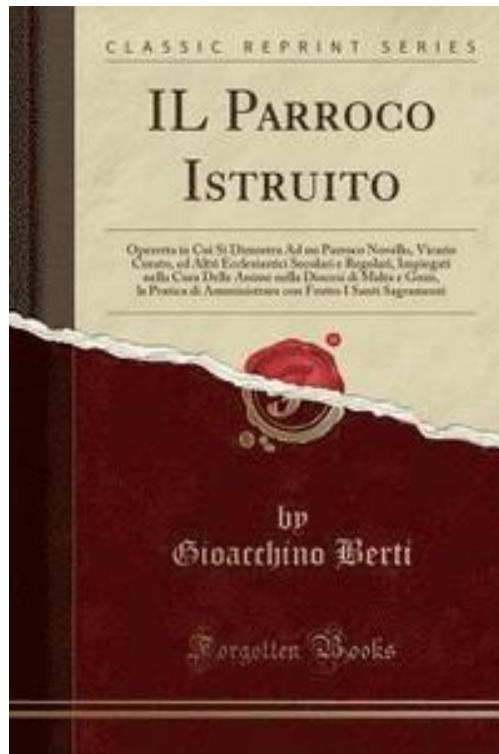 CLASSIC REPRINT SERIES
IL PARROCO
ISTRUITO
Operetta in Cui Si Dimostra Ad un Parroco Novello, Vicario
Curato, ed Altri Ecclesiastici Secolari e Regolari, Impiegati
nella Cura Delle Anime nella Diocesi di Malta e Gozo,
la Pratica di Amministrare con Frutto I Santi Sagramenti
by
Gioacchino Berti
Forgotten Books